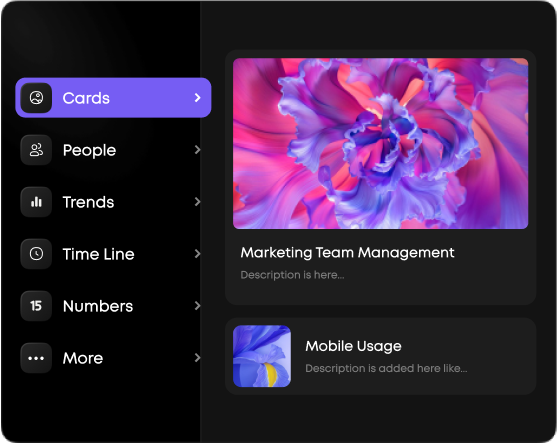 Cards
People
Trends
Time Line
15
Numbers
More
Marketing Team Management
Description is here...
Mobile Usage
Description is added here like...